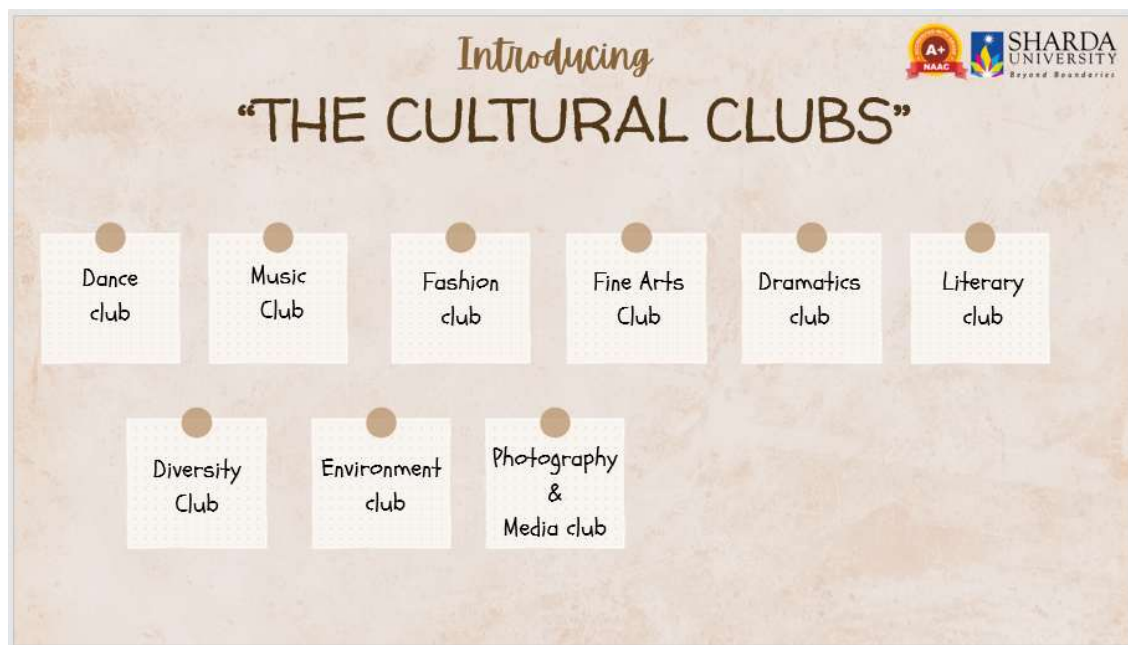 Introducing
“THE CULTURAL CLUBS”
A+
NAAC
SHARDA
UNIVERSITY
Beyond Boundaries
Dance
club
Music
Club
Fashion
club
Fine Arts
Club
Dramatics
club
Literary
club
Diversity
Club
Environment
club
Photography
&
Media club